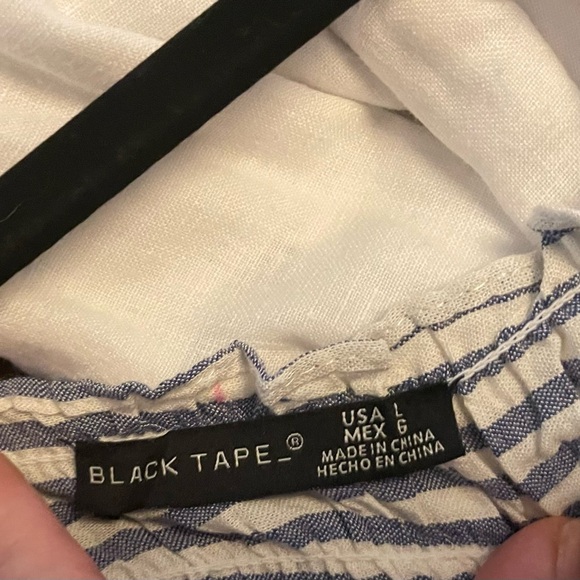 BLACK TAPE_®
USA L
MEX G
MADE IN CHINA
HECHO EN CHINA